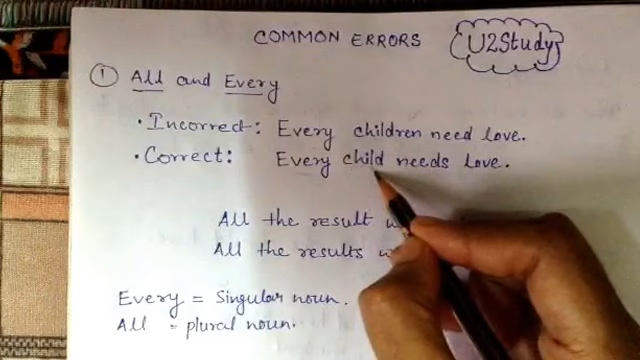 COMMON ERRORS
U2Study
① All and Every
• Incorrect: Every children need love.
• Correct: Every child needs love.
All the result
All the results
Every = Singular noun.
All = plural noun.